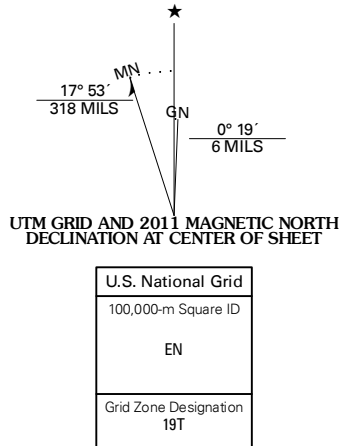 ★
MN
17° 53´
318 MILS
GN
0° 19´
6 MILS
UTM GRID AND 2011 MAGNETIC NORTH
DECLINATION AT CENTER OF SHEET
U.S. National Grid
100,000-m Square ID
EN
Grid Zone Designation
19T